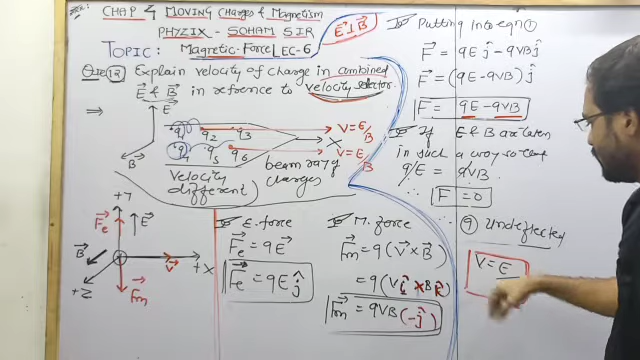 CHAP 4 MOVING Charges & Magnetism
PHYZIX - SOHAM SIR
TOPIC: Magnetic Force LEC-6
E⃗ ⊥ B⃗
Que 12 Explain velocity of charge in combined
E⃗ & B⃗ in reference to velocity selector.
⇒
E⃗
B⃗
q1 q2 q3
q4 q5 q6
V = E/B
X
V = E/B
velocity
different)
beam ray of
charges
+Y
F⃗e
E⃗
B⃗
V⃗
+X
+Z
F⃗m
E. force
F⃗e = qE⃗
F⃗e = qE ĵ
M. force
F⃗m = q(V⃗ × B⃗)
= q(V î × B k̂)
F⃗m = qVB(-ĵ)
Putting into eqn ①
F⃗ = qE ĵ - qVB ĵ
F⃗ = (qE - qVB) ĵ
F = qE - qVB
If E & B are taken
in such a way so that
qE = qVB
∴ F = 0
∴ q Undeflected
V = E